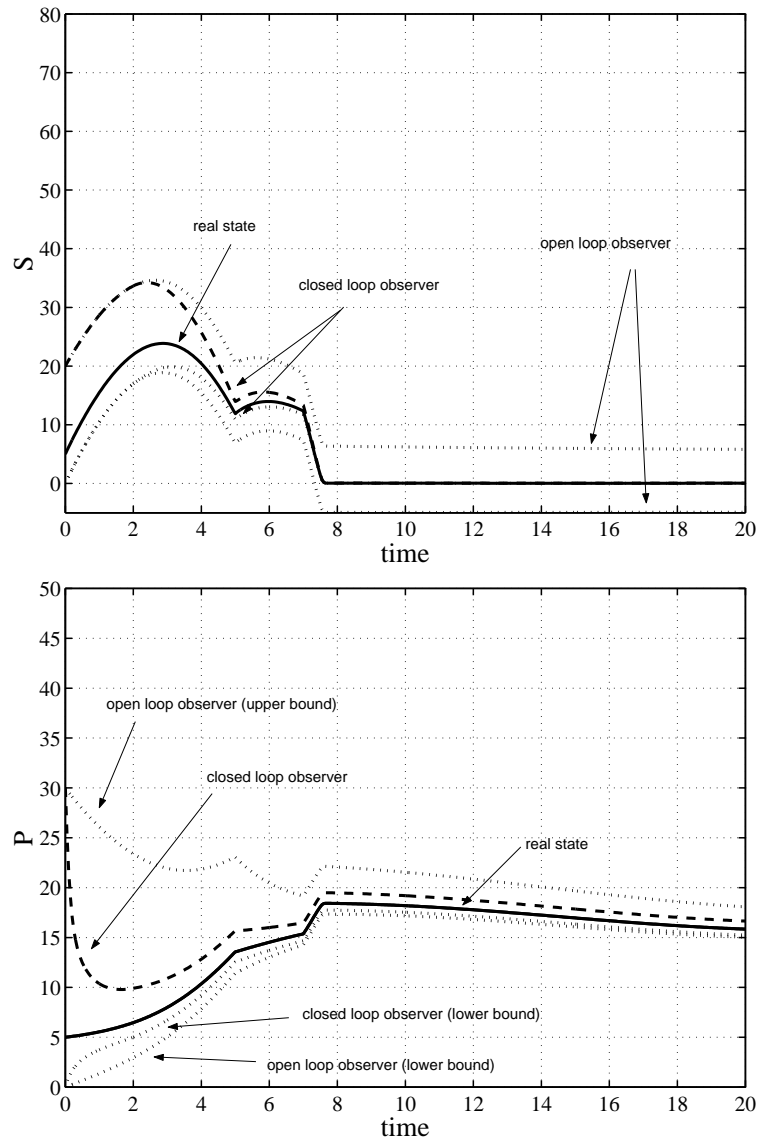 80
70
60
50
40
30
20
10
0
S
real state
closed loop observer
open loop observer
0 2 4 6 8 10 12 14 16 18 20
time
50
45
40
35
30
25
20
15
10
5
0
P
open loop observer (upper bound)
closed loop observer
real state
closed loop observer (lower bound)
open loop observer (lower bound)
0 2 4 6 8 10 12 14 16 18 20
time